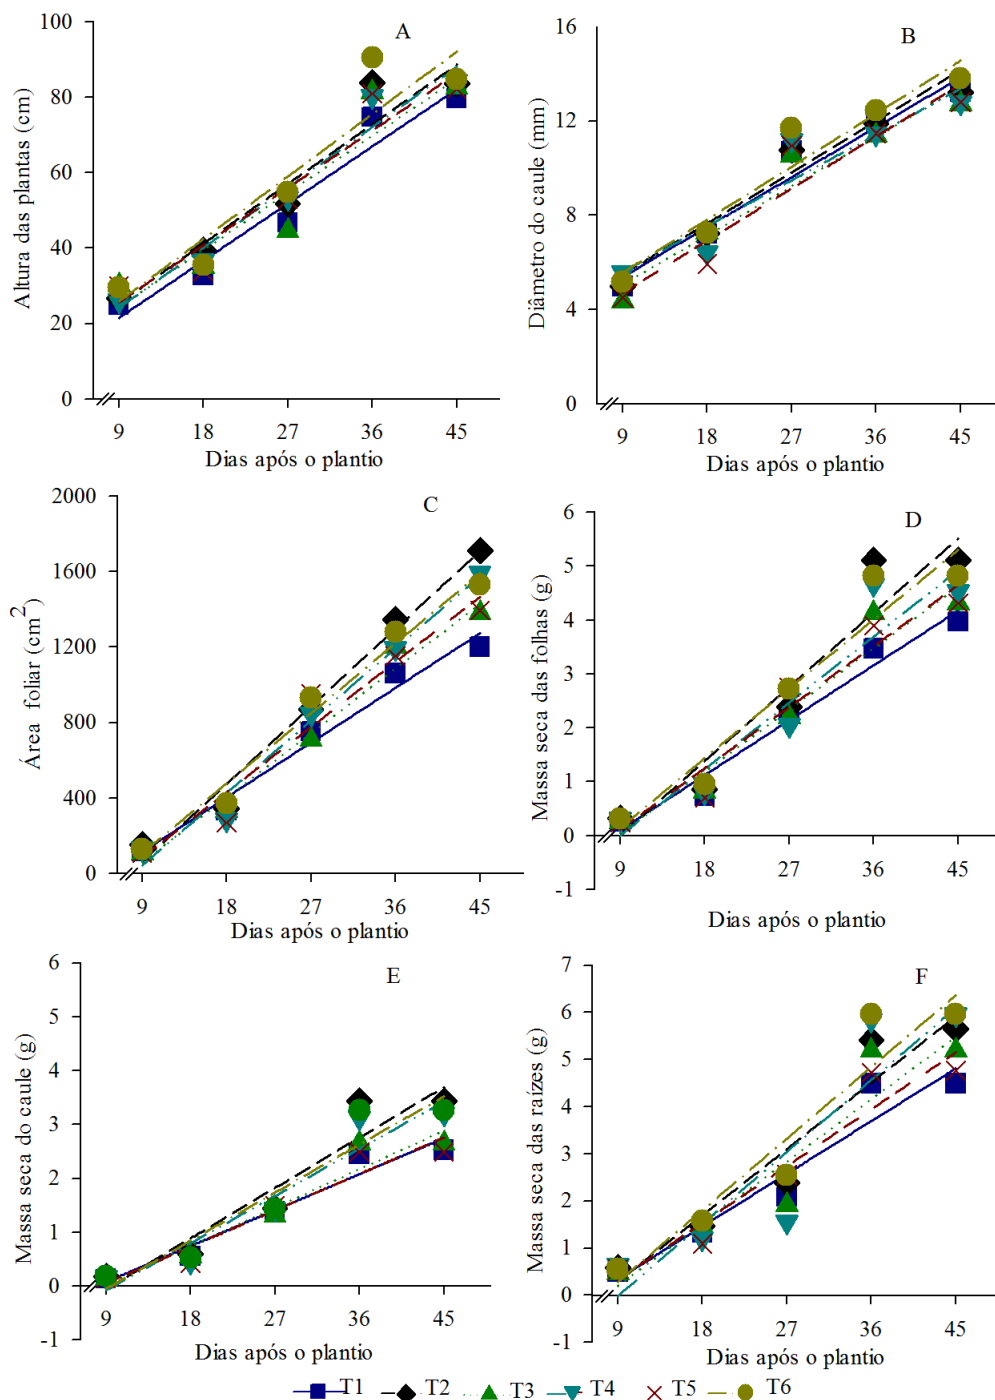 A
Altura das plantas (cm)
100
80
60
40
20
0
9 18 27 36 45
Dias após o plantio
B
Diâmetro do caule (mm)
16
12
8
4
0
9 18 27 36 45
Dias após o plantio
C
Área foliar (cm²)
2000
1600
1200
800
400
0
9 18 27 36 45
Dias após o plantio
D
Massa seca das folhas (g)
6
5
4
3
2
1
0
-1
9 18 27 36 45
Dias após o plantio
E
Massa seca do caule (g)
6
5
4
3
2
1
0
-1
9 18 27 36 45
Dias após o plantio
F
Massa seca das raízes (g)
7
6
5
4
3
2
1
0
-1
9 18 27 36 45
Dias após o plantio
T1 T2 T3 T4 T5 T6